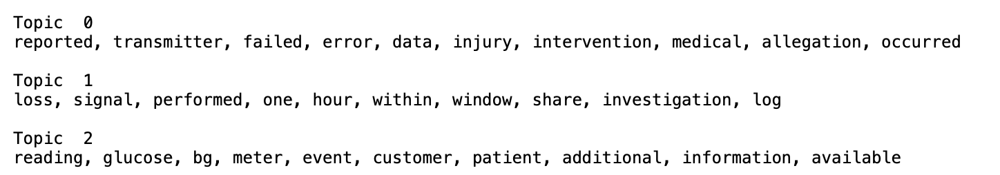 Topic  0
reported, transmitter, failed, error, data, injury, intervention, medical, allegation, occurred
Topic  1
loss, signal, performed, one, hour, within, window, share, investigation, log
Topic  2
reading, glucose, bg, meter, event, customer, patient, additional, information, available